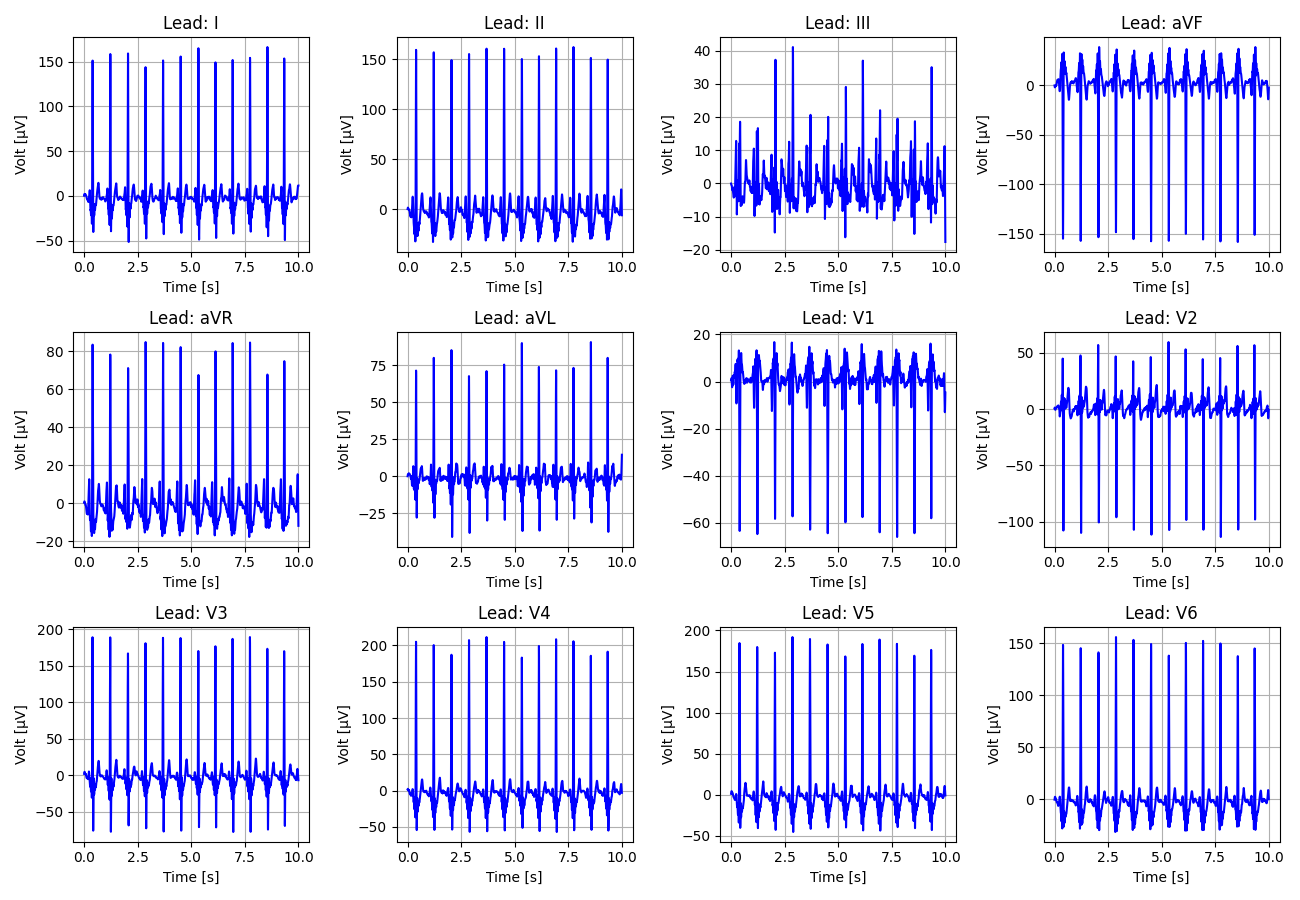 Lead: I Lead: II Lead: III Lead: aVF
Volt [µV] 150 100 50 0 −50
Volt [µV] 150 100 50 0
Volt [µV] 40 30 20 10 0 −10 −20
Volt [µV] 0 −50 −100 −150
0.0 2.5 5.0 7.5 10.0 0.0 2.5 5.0 7.5 10.0 0.0 2.5 5.0 7.5 10.0 0.0 2.5 5.0 7.5 10.0
Time [s] Time [s] Time [s] Time [s]
Lead: aVR Lead: aVL Lead: V1 Lead: V2
Volt [µV] 80 60 40 20 0 −20
Volt [µV] 75 50 25 0 −25
Volt [µV] 20 0 −20 −40 −60
Volt [µV] 50 0 −50 −100
0.0 2.5 5.0 7.5 10.0 0.0 2.5 5.0 7.5 10.0 0.0 2.5 5.0 7.5 10.0 0.0 2.5 5.0 7.5 10.0
Time [s] Time [s] Time [s] Time [s]
Lead: V3 Lead: V4 Lead: V5 Lead: V6
Volt [µV] 200 150 100 50 0 −50
Volt [µV] 200 150 100 50 0 −50
Volt [µV] 200 150 100 50 0 −50
Volt [µV] 150 100 50 0
0.0 2.5 5.0 7.5 10.0 0.0 2.5 5.0 7.5 10.0 0.0 2.5 5.0 7.5 10.0 0.0 2.5 5.0 7.5 10.0
Time [s] Time [s] Time [s] Time [s]